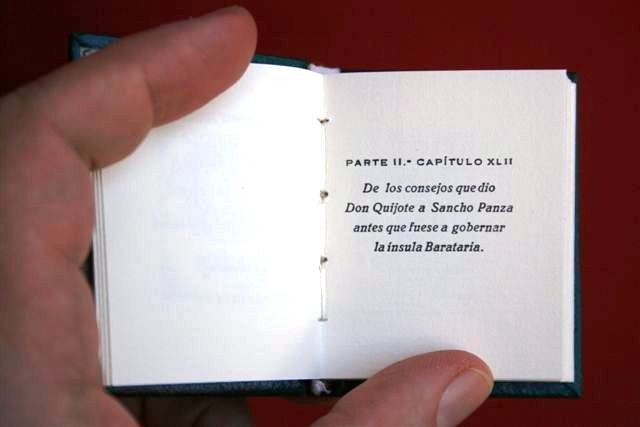 PARTE II.- CAPÍTULO XLII
De los consejos que dio
Don Quijote a Sancho Panza
antes que fuese a gobernar
la ínsula Barataria.